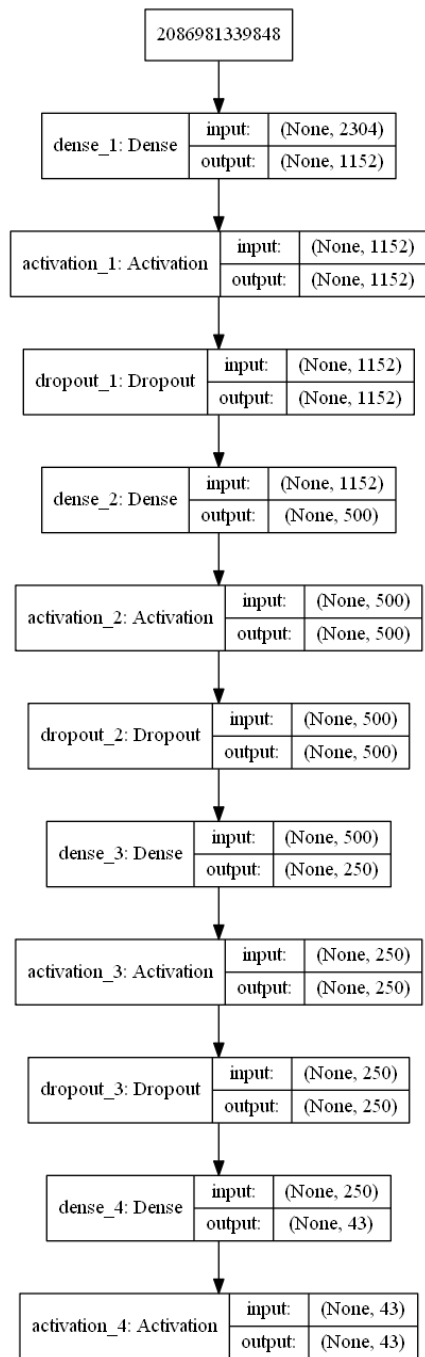 2086981339848
dense_1: Dense
input: (None, 2304)
output: (None, 1152)
activation_1: Activation
input: (None, 1152)
output: (None, 1152)
dropout_1: Dropout
input: (None, 1152)
output: (None, 1152)
dense_2: Dense
input: (None, 1152)
output: (None, 500)
activation_2: Activation
input: (None, 500)
output: (None, 500)
dropout_2: Dropout
input: (None, 500)
output: (None, 500)
dense_3: Dense
input: (None, 500)
output: (None, 250)
activation_3: Activation
input: (None, 250)
output: (None, 250)
dropout_3: Dropout
input: (None, 250)
output: (None, 250)
dense_4: Dense
input: (None, 250)
output: (None, 43)
activation_4: Activation
input: (None, 43)
output: (None, 43)